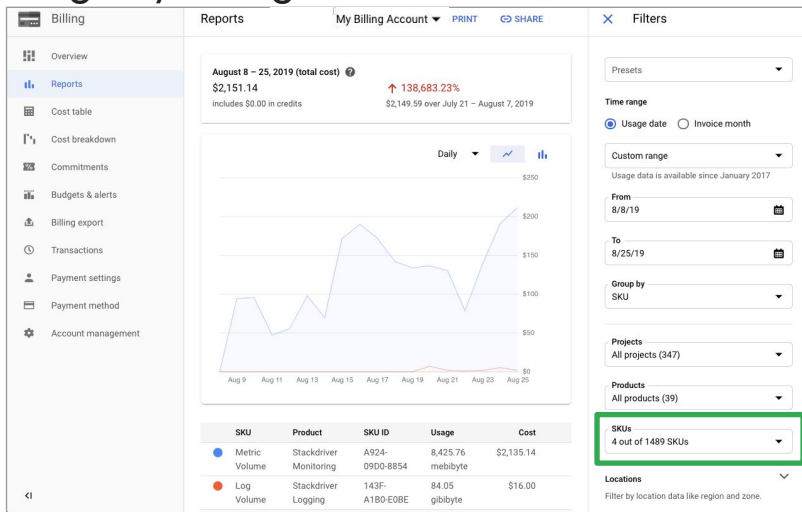 Billing
Overview
Reports
Cost table
Cost breakdown
Commitments
Budgets & alerts
Billing export
Transactions
Payment settings
Payment method
Account management
Reports
My Billing Account
PRINT
SHARE
August 8 – 25, 2019 (total cost)
$2,151.14
↑ 138,683.23%
includes $0.00 in credits
$2,149.59 over July 21 – August 7, 2019
Daily
$250
$200
$150
$100
$50
$0
Aug 9 Aug 11 Aug 13 Aug 15 Aug 17 Aug 19 Aug 21 Aug 23 Aug 25
SKU Product SKU ID Usage Cost
Metric Stackdriver A924- 8,425.76 $2,135.14
Volume Monitoring 09D0-8854 mebibyte
Log Stackdriver 143F- 84.05 $16.00
Volume Logging A1B0-E0BE gibibyte
Filters
Presets
Time range
Usage date Invoice month
Custom range
Usage data is available since January 2017
From
8/8/19
To
8/25/19
Group by
SKU
Projects
All projects (347)
Products
All products (39)
SKUs
4 out of 1489 SKUs
Locations
Filter by location data like region and zone.